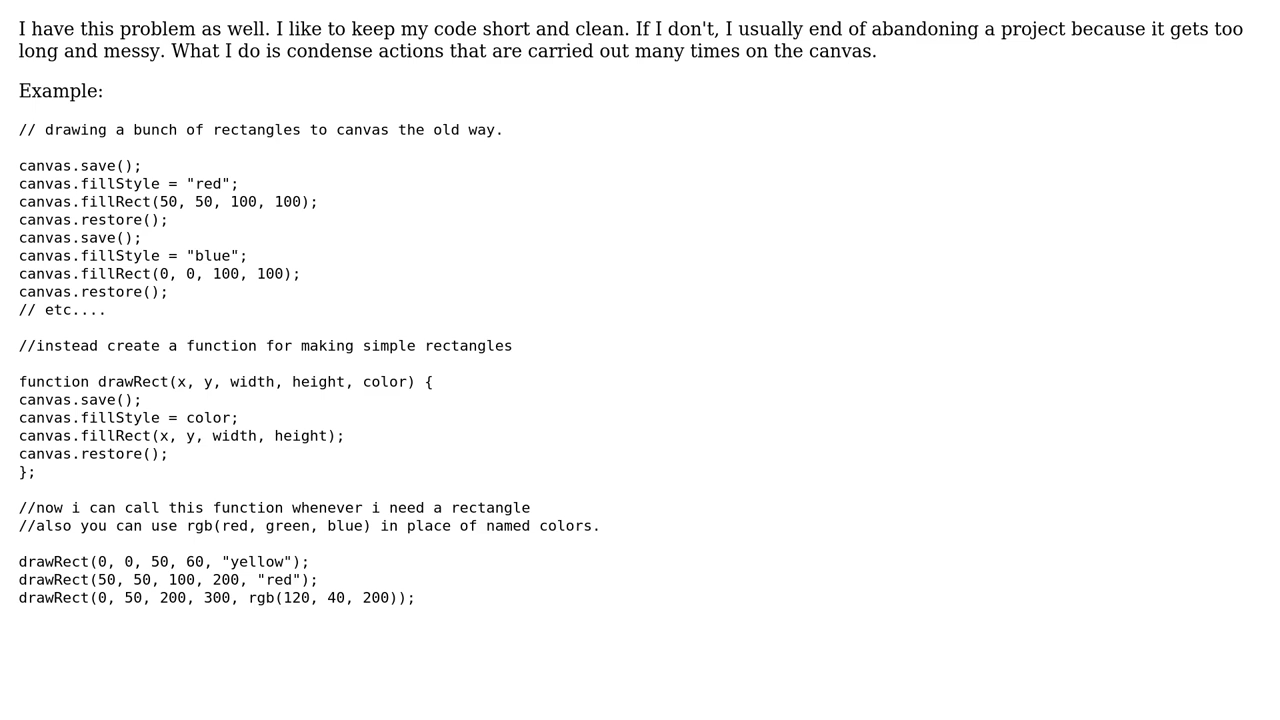 I have this problem as well. I like to keep my code short and clean. If I don't, I usually end of abandoning a project because it gets too
long and messy. What I do is condense actions that are carried out many times on the canvas.
Example:
// drawing a bunch of rectangles to canvas the old way.
canvas.save();
canvas.fillStyle = "red";
canvas.fillRect(50, 50, 100, 100);
canvas.restore();
canvas.save();
canvas.fillStyle = "blue";
canvas.fillRect(0, 0, 100, 100);
canvas.restore();
// etc....
//instead create a function for making simple rectangles
function drawRect(x, y, width, height, color) {
canvas.save();
canvas.fillStyle = color;
canvas.fillRect(x, y, width, height);
canvas.restore();
};
//now i can call this function whenever i need a rectangle
//also you can use rgb(red, green, blue) in place of named colors.
drawRect(0, 0, 50, 60, "yellow");
drawRect(50, 50, 100, 200, "red");
drawRect(0, 50, 200, 300, rgb(120, 40, 200));